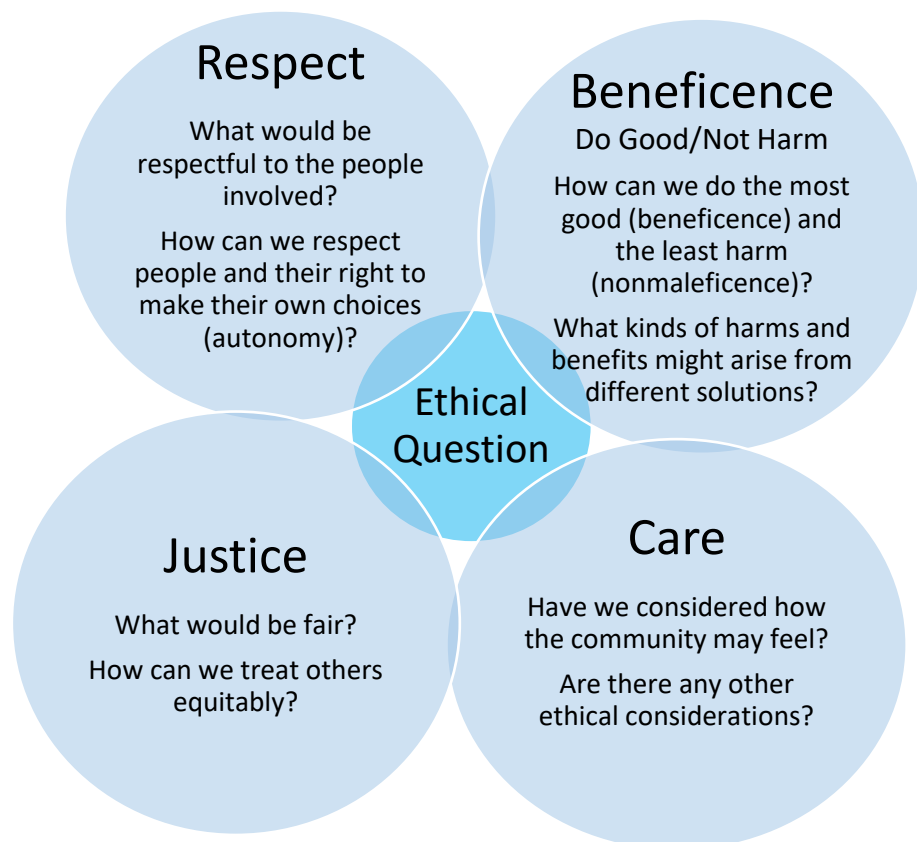 Respect
What would be
respectful to the people
involved?
How can we respect
people and their right to
make their own choices
(autonomy)?
Beneficence
Do Good/Not Harm
How can we do the most
good (beneficence) and
the least harm
(nonmaleficence)?
What kinds of harms and
benefits might arise from
different solutions?
Ethical
Question
Justice
What would be fair?
How can we treat others
equitably?
Care
Have we considered how
the community may feel?
Are there any other
ethical considerations?